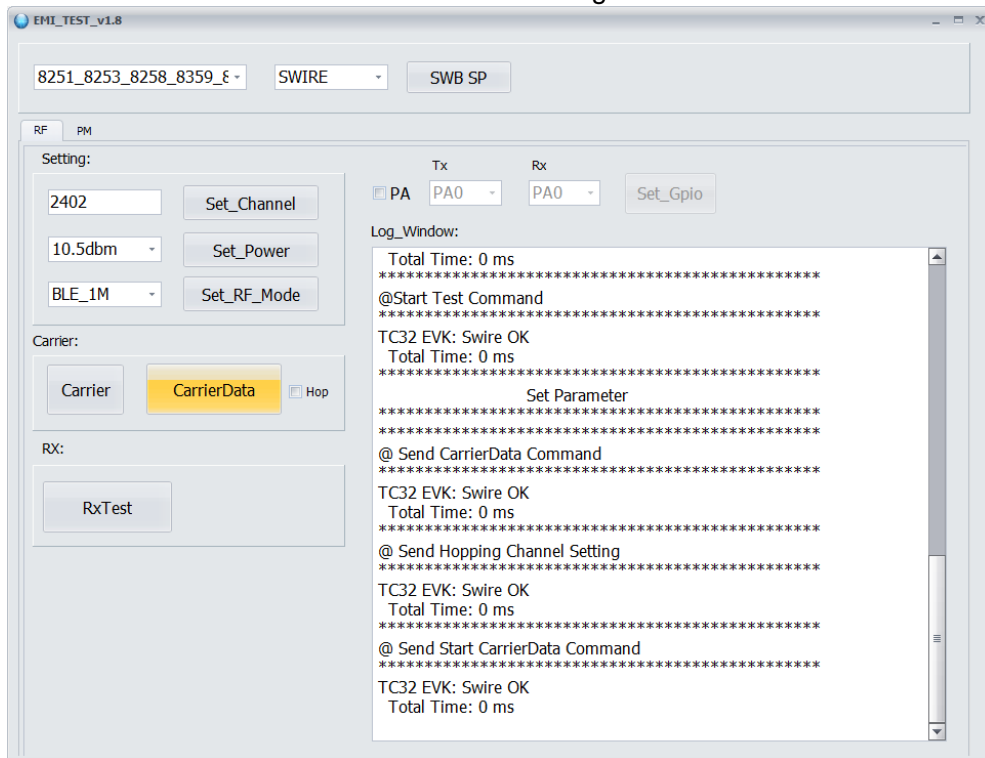 EMI_TEST_v1.8
8251_8253_8258_8359_8 SWIRE SWB SP
RF PM
Setting:
2402 Set_Channel
10.5dbm Set_Power
BLE_1M Set_RF_Mode
Carrier:
Carrier CarrierData Hop
RX:
RxTest
Tx Rx
PA PA0 PA0 Set_Gpio
Log_Window:
Total Time: 0 ms
************************************************
@Start Test Command
************************************************
TC32 EVK: Swire OK
Total Time: 0 ms
************************************************
Set Parameter
************************************************
************************************************
@ Send CarrierData Command
************************************************
TC32 EVK: Swire OK
Total Time: 0 ms
************************************************
@ Send Hopping Channel Setting
************************************************
TC32 EVK: Swire OK
Total Time: 0 ms
************************************************
@ Send Start CarrierData Command
************************************************
TC32 EVK: Swire OK
Total Time: 0 ms